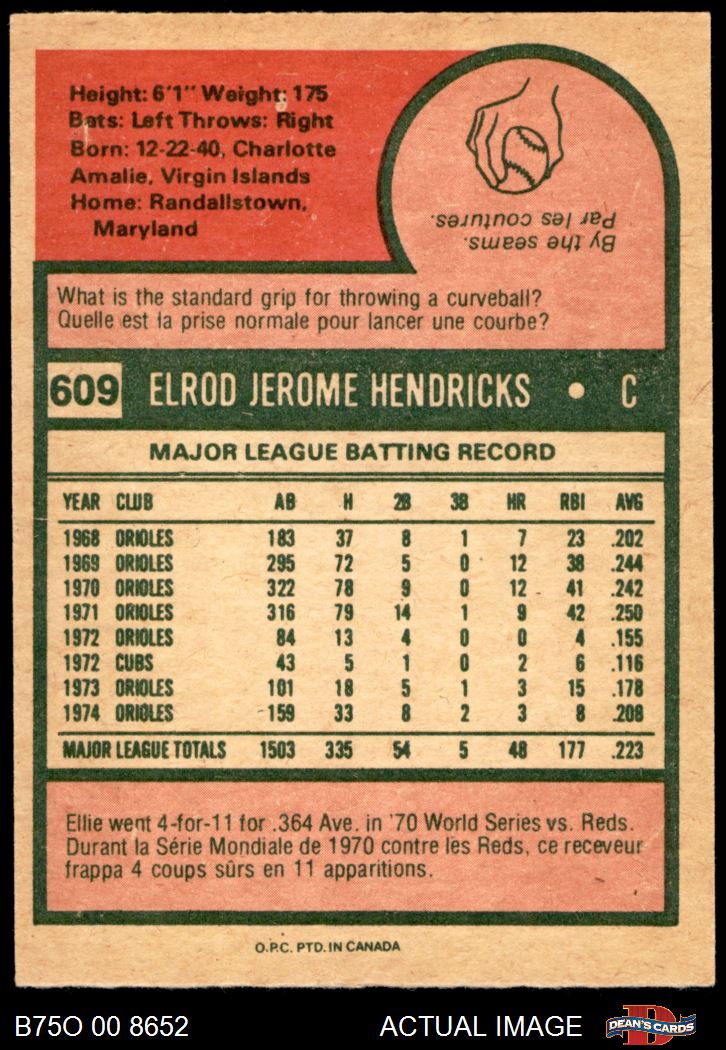 Height: 6'1" Weight: 175
Bats: Left Throws: Right
Born: 12-22-40, Charlotte
Amalie, Virgin Islands
Home: Randallstown,
Maryland
By the seams.
Par les coutures.
What is the standard grip for throwing a curveball?
Quelle est la prise normale pour lancer une courbe?
609 ELROD JEROME HENDRICKS • C
MAJOR LEAGUE BATTING RECORD
YEAR CLUB AB H 2B 3B HR RBI AVG
1968 ORIOLES 183 37 8 1 7 23 .202
1969 ORIOLES 295 72 5 0 12 38 .244
1970 ORIOLES 322 78 9 0 12 41 .242
1971 ORIOLES 316 79 14 1 9 42 .250
1972 ORIOLES 84 13 4 0 0 4 .155
1972 CUBS 43 5 1 0 2 6 .116
1973 ORIOLES 101 18 5 1 3 15 .178
1974 ORIOLES 159 33 8 2 3 8 .208
MAJOR LEAGUE TOTALS 1503 335 54 5 48 177 .223
Ellie went 4-for-11 for .364 Ave. in '70 World Series vs. Reds.
Durant la Série Mondiale de 1970 contre les Reds, ce receveur
frappa 4 coups sûrs en 11 apparitions.
O.P.C. PTD. IN CANADA
B75O 00 8652 ACTUAL IMAGE D DEAN'S CARDS